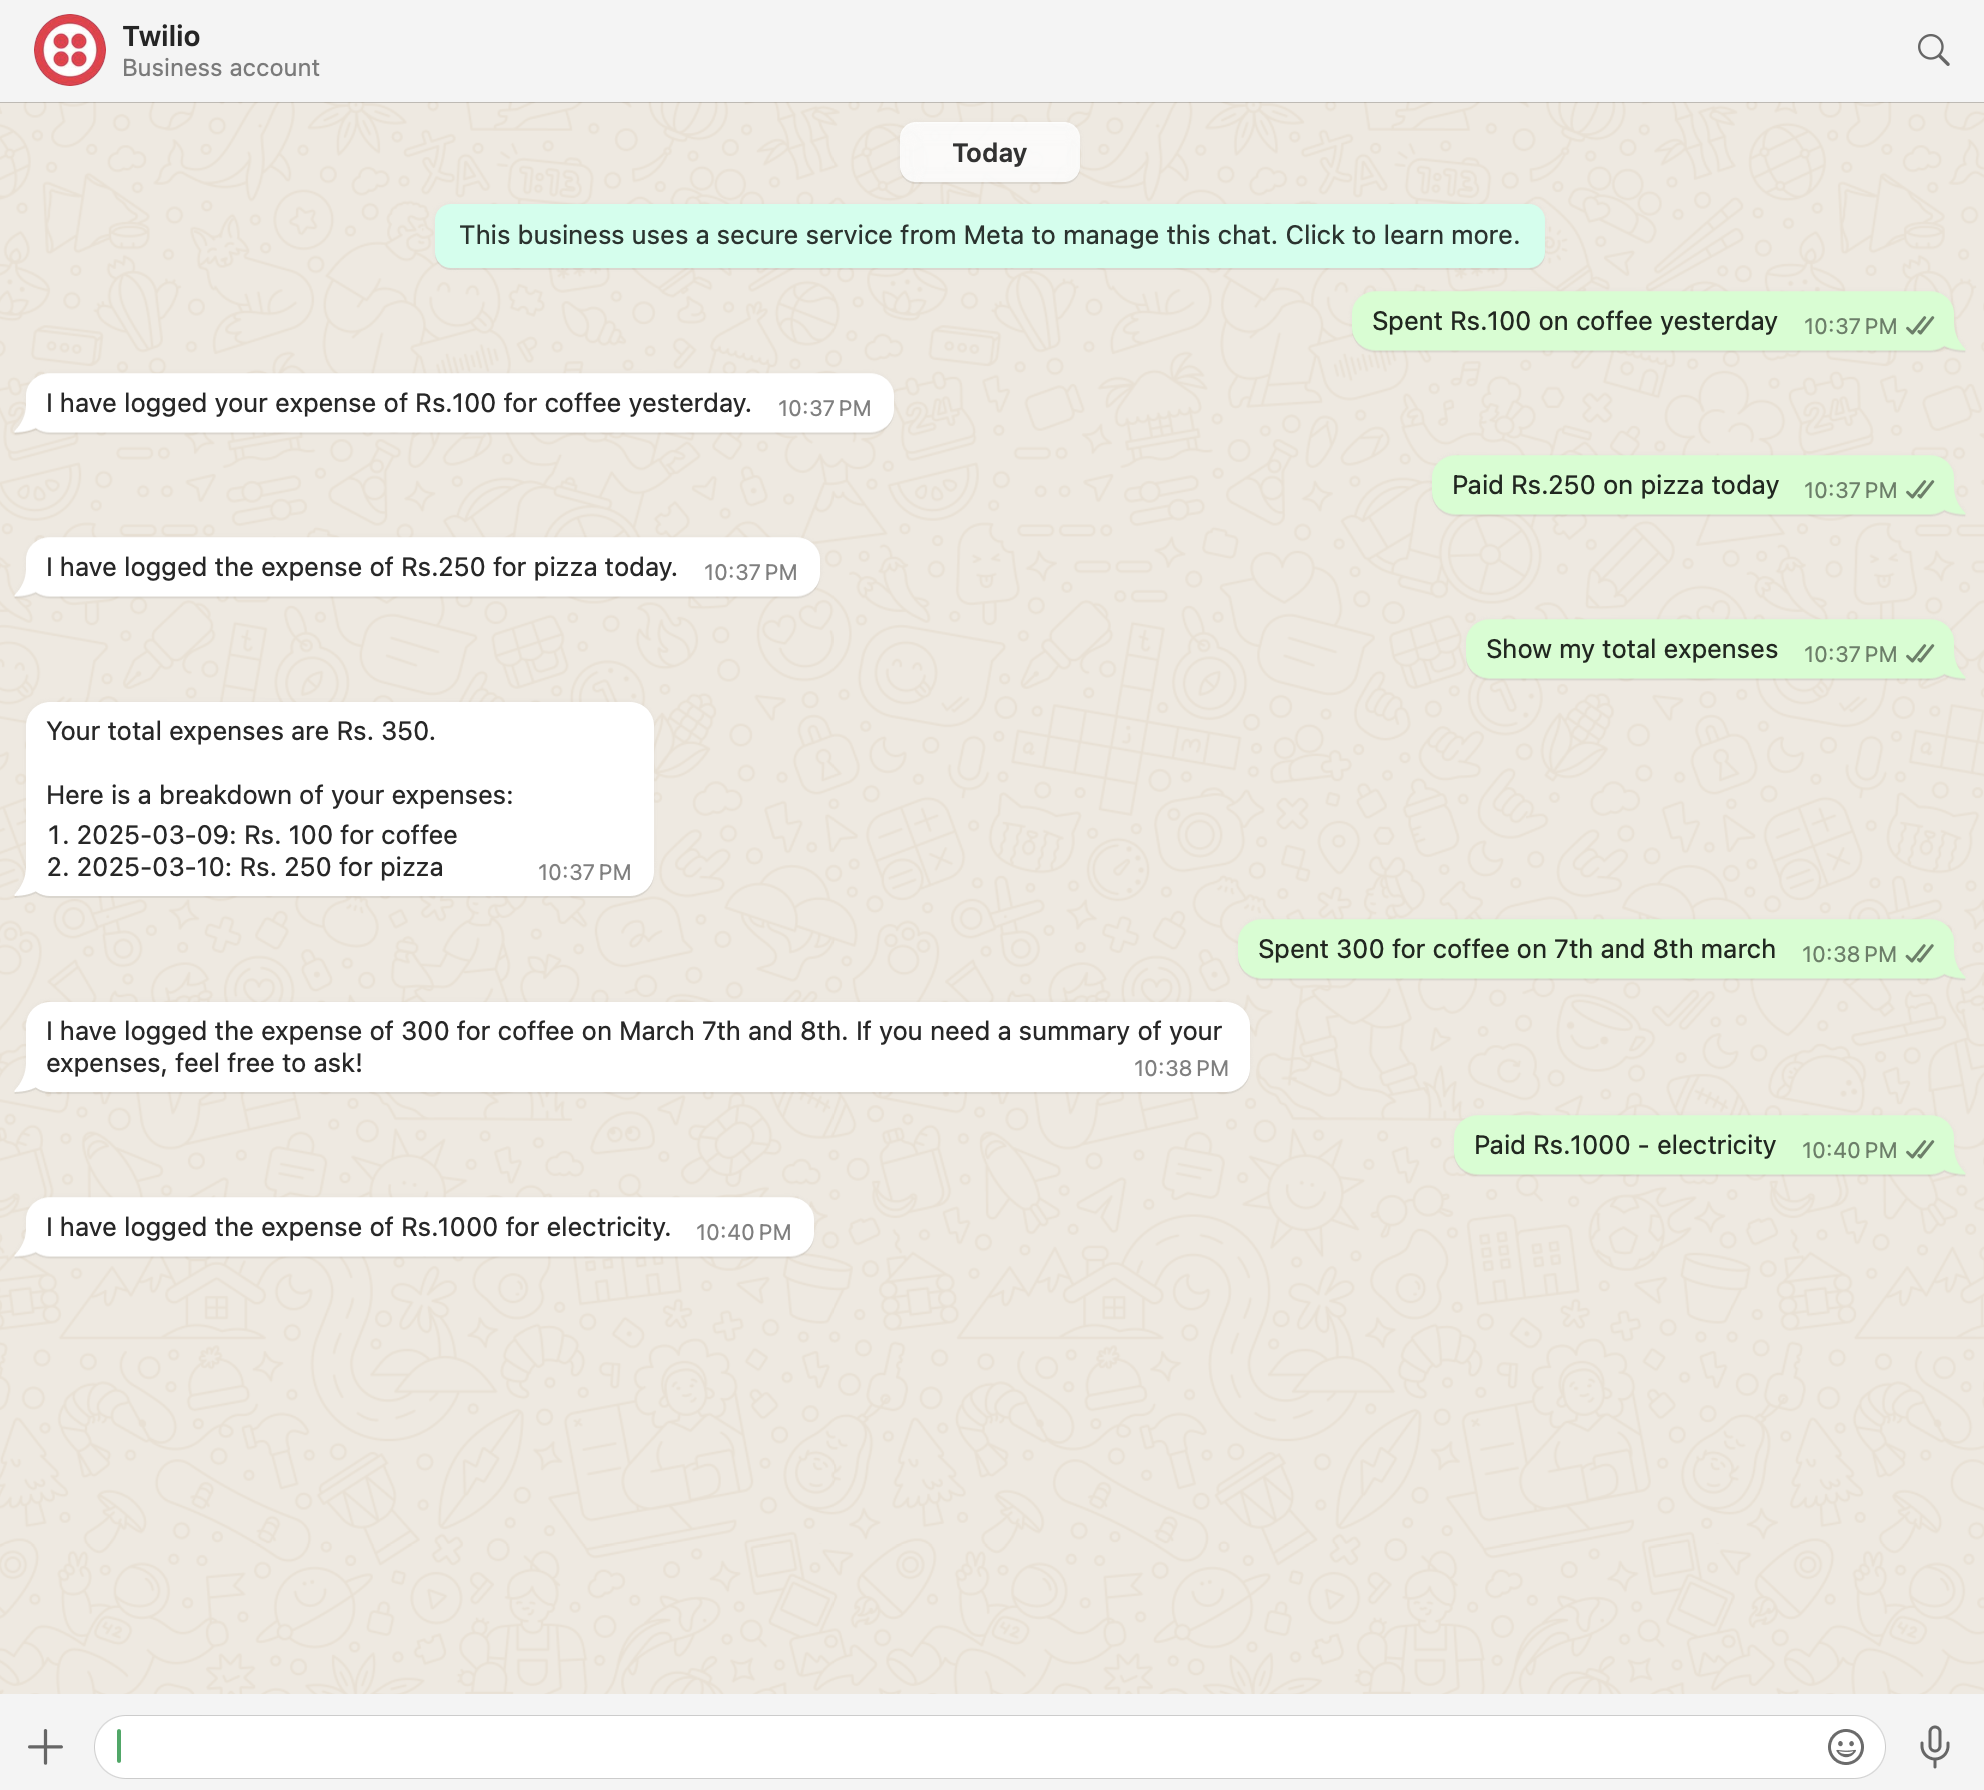 Twilio
Business account
Today
This business uses a secure service from Meta to manage this chat. Click to learn more.
Spent Rs.100 on coffee yesterday 10:37 PM
I have logged your expense of Rs.100 for coffee yesterday. 10:37 PM
Paid Rs.250 on pizza today 10:37 PM
I have logged the expense of Rs.250 for pizza today. 10:37 PM
Show my total expenses 10:37 PM
Your total expenses are Rs. 350.
Here is a breakdown of your expenses:
1. 2025-03-09: Rs. 100 for coffee
2. 2025-03-10: Rs. 250 for pizza 10:37 PM
Spent 300 for coffee on 7th and 8th march 10:38 PM
I have logged the expense of 300 for coffee on March 7th and 8th. If you need a summary of your
expenses, feel free to ask! 10:38 PM
Paid Rs.1000 - electricity 10:40 PM
I have logged the expense of Rs.1000 for electricity. 10:40 PM